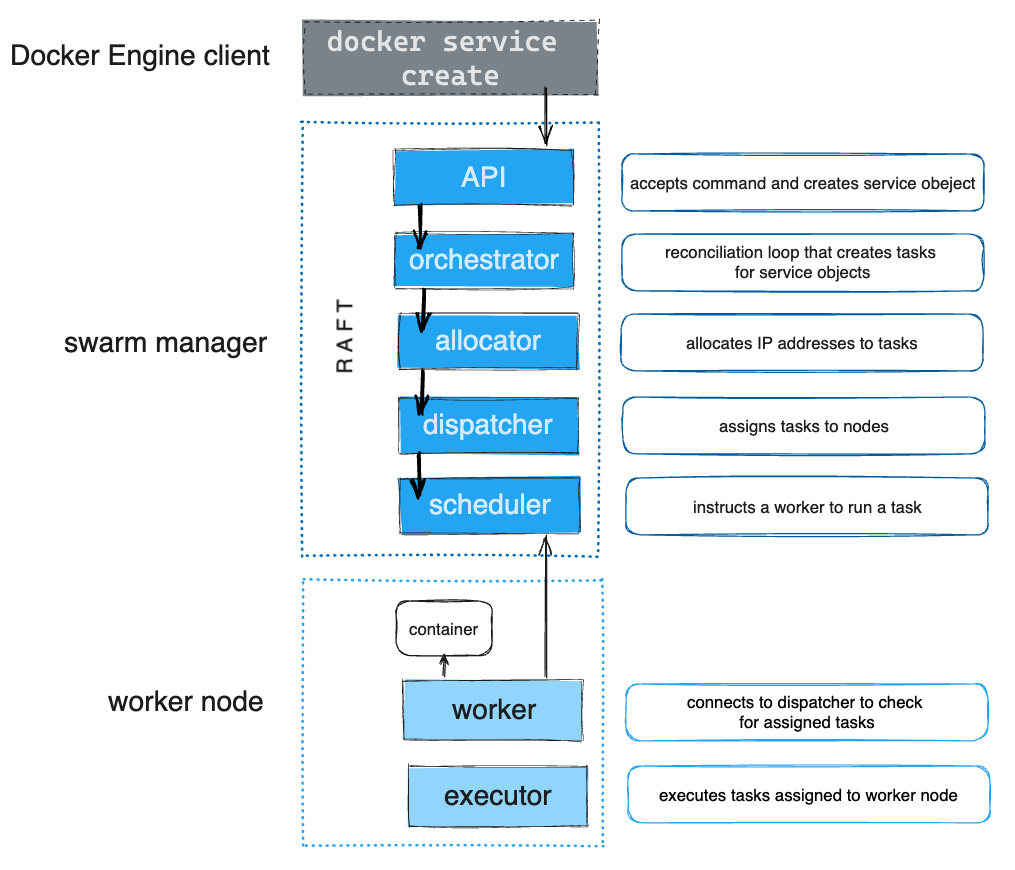 Docker Engine client
docker service
create
API
accepts command and creates service obeject
orchestrator
reconciliation loop that creates tasks
for service objects
swarm manager
RAFT
allocator
allocates IP addresses to tasks
dispatcher
assigns tasks to nodes
scheduler
instructs a worker to run a task
container
worker node
worker
connects to dispatcher to check
for assigned tasks
executor
executes tasks assigned to worker node